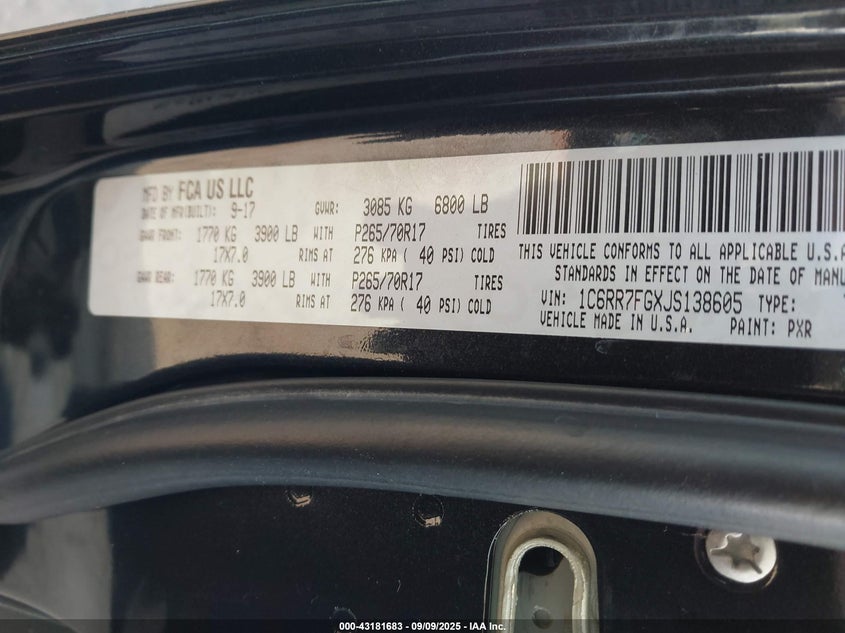 MFD BY FCA US LLC
DATE OF MFR(BUILT): 9-17 GVWR: 3085 KG 6800 LB
GAWR FRONT: 1770 KG 3900 LB WITH P265/70R17 TIRES
17X7.0 RIMS AT 276 KPA( 40 PSI) COLD
GAWR REAR: 1770 KG 3900 LB WITH P265/70R17 TIRES
17X7.0 RIMS AT 276 KPA( 40 PSI) COLD
THIS VEHICLE CONFORMS TO ALL APPLICABLE U.S.A
STANDARDS IN EFFECT ON THE DATE OF MANU
VIN: 1C6RR7FGXJS138605 TYPE:
VEHICLE MADE IN U.S.A. PAINT: PXR
000-43181683 / 09/09/2025 - IAA Inc.